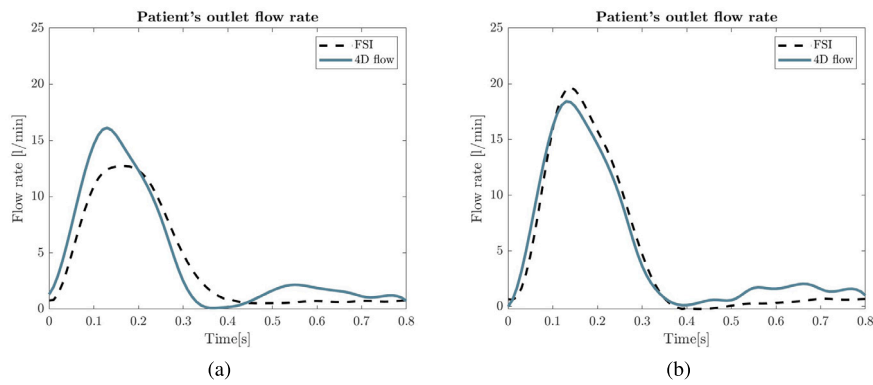 Patient's outlet flow rate
25
20
15
10
5
0
Flow rate [l/min]
FSI
4D flow
0 0.1 0.2 0.3 0.4 0.5 0.6 0.7 0.8
Time[s]
(a)
Patient's outlet flow rate
25
20
15
10
5
0
Flow rate [l/min]
FSI
4D flow
0 0.1 0.2 0.3 0.4 0.5 0.6 0.7 0.8
Time[s]
(b)